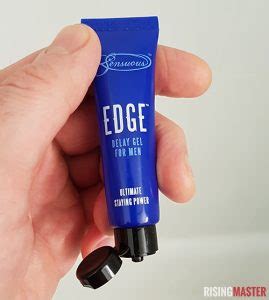 Sensuous
EDGE™
DELAY GEL
FOR MEN
ULTIMATE
STAYING POWER
RISINGMASTER